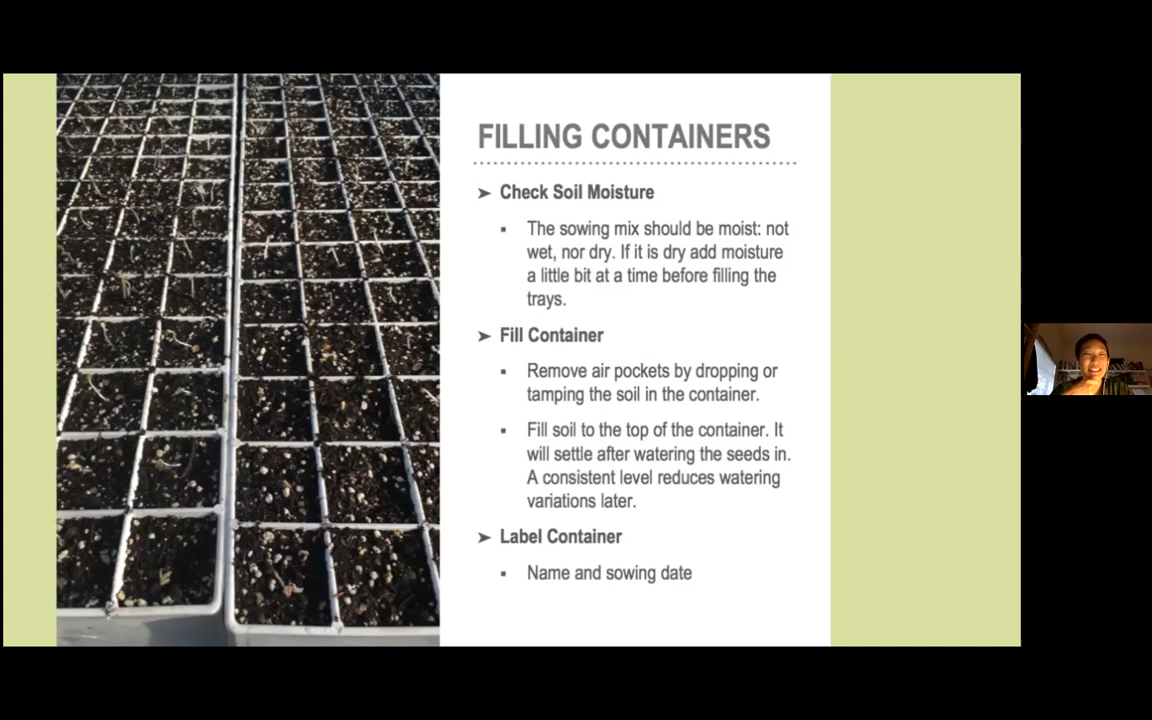 FILLING CONTAINERS
➤ Check Soil Moisture
▪ The sowing mix should be moist: not
wet, nor dry. If it is dry add moisture
a little bit at a time before filling the
trays.
➤ Fill Container
▪ Remove air pockets by dropping or
tamping the soil in the container.
▪ Fill soil to the top of the container. It
will settle after watering the seeds in.
A consistent level reduces watering
variations later.
➤ Label Container
▪ Name and sowing date